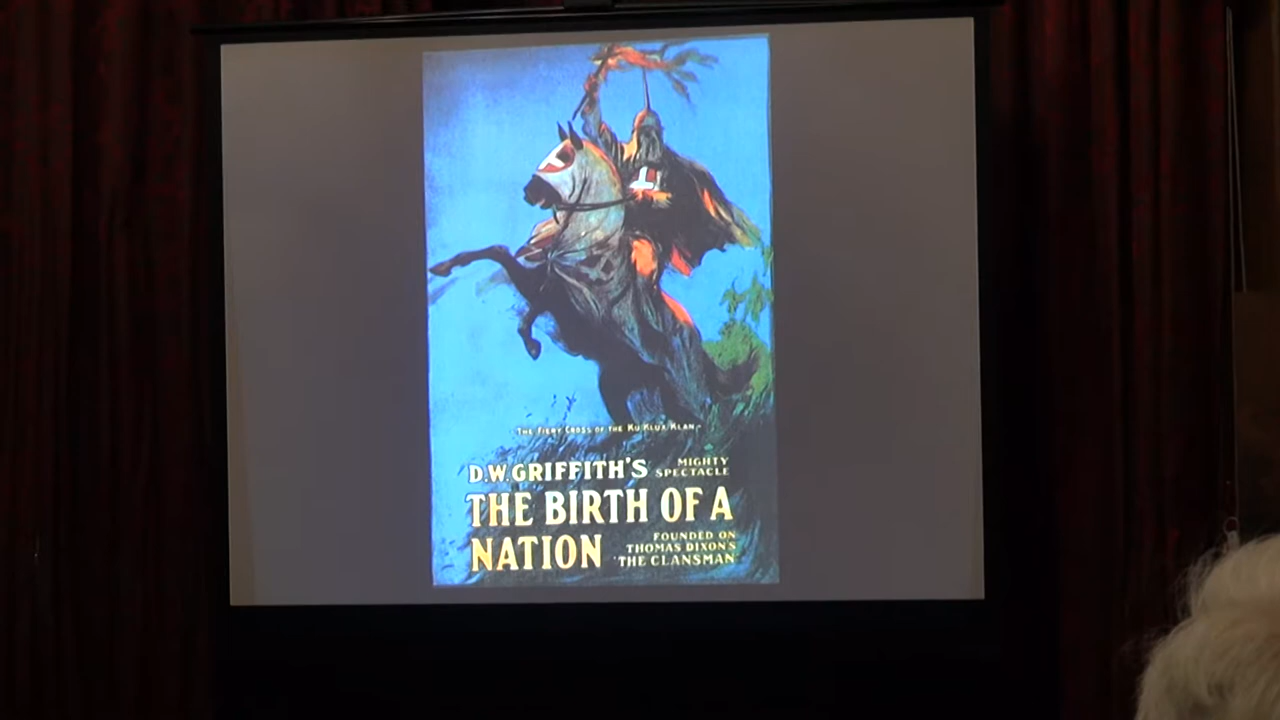 "The Fiery Cross of the Ku Klux Klan."
D.W. GRIFFITH'S
MIGHTY
SPECTACLE
THE BIRTH OF A
NATION
FOUNDED ON
THOMAS DIXON'S
"THE CLANSMAN"